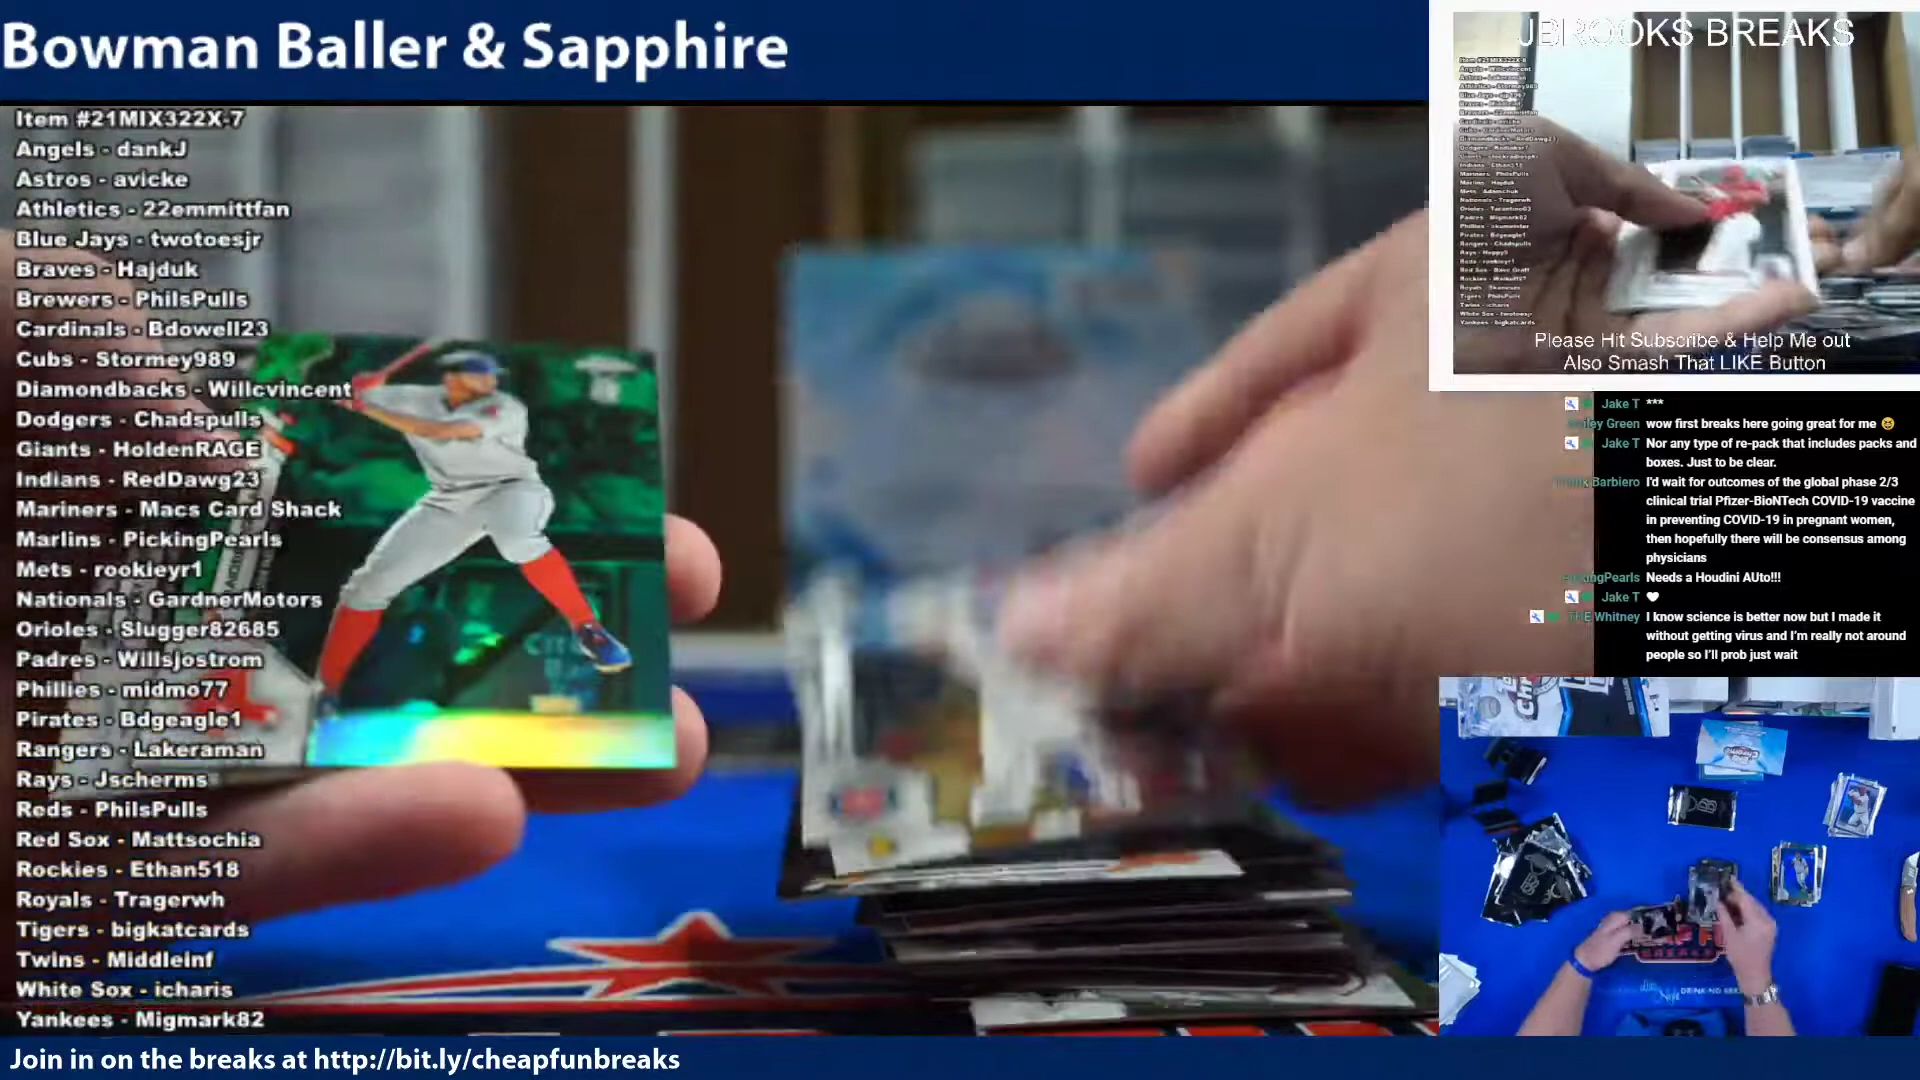 Bowman Baller & Sapphire
JBROOKS BREAKS
Item #21MIX322X-7
Angels - dankJ
Astros - avicke
Athletics - 22emmittfan
Blue Jays - twotoesjr
Braves - Hajduk
Brewers - PhilsPulls
Cardinals - Bdowell23
Cubs - Stormey989
Diamondbacks - Willcvincent
Dodgers - Chadspulls
Giants - HoldenRAGE
Indians - RedDawg23
Mariners - Macs Card Shack
Marlins - PickingPearls
Mets - rookieyr1
Nationals - GardnerMotors
Orioles - Slugger82685
Padres - Willsjostrom
Phillies - midmo77
Pirates - Bdgeagle1
Rangers - Lakeraman
Rays - Jscherms
Reds - PhilsPulls
Red Sox - Mattsochia
Rockies - Ethan518
Royals - Tragerwh
Tigers - bigkatcards
Twins - Middleinf
White Sox - icharis
Yankees - Migmark82
Please Hit Subscribe & Help Me out
Also Smash That LIKE Button
Jake T ***
Green wow first breaks here going great for me
Jake T Nor any type of re-pack that includes packs and
boxes. Just to be clear.
Barbiero I'd wait for outcomes of the global phase 2/3
clinical trial Pfizer-BioNTech COVID-19 vaccine
in preventing COVID-19 in pregnant women,
then hopefully there will be consensus among
physicians
PickingPearls Needs a Houdini AUto!!!
Jake T
THE Whitney I know science is better now but I made it
without getting virus and I'm really not around
people so I'll prob just wait
Join in on the breaks at http://bit.ly/cheapfunbreaks